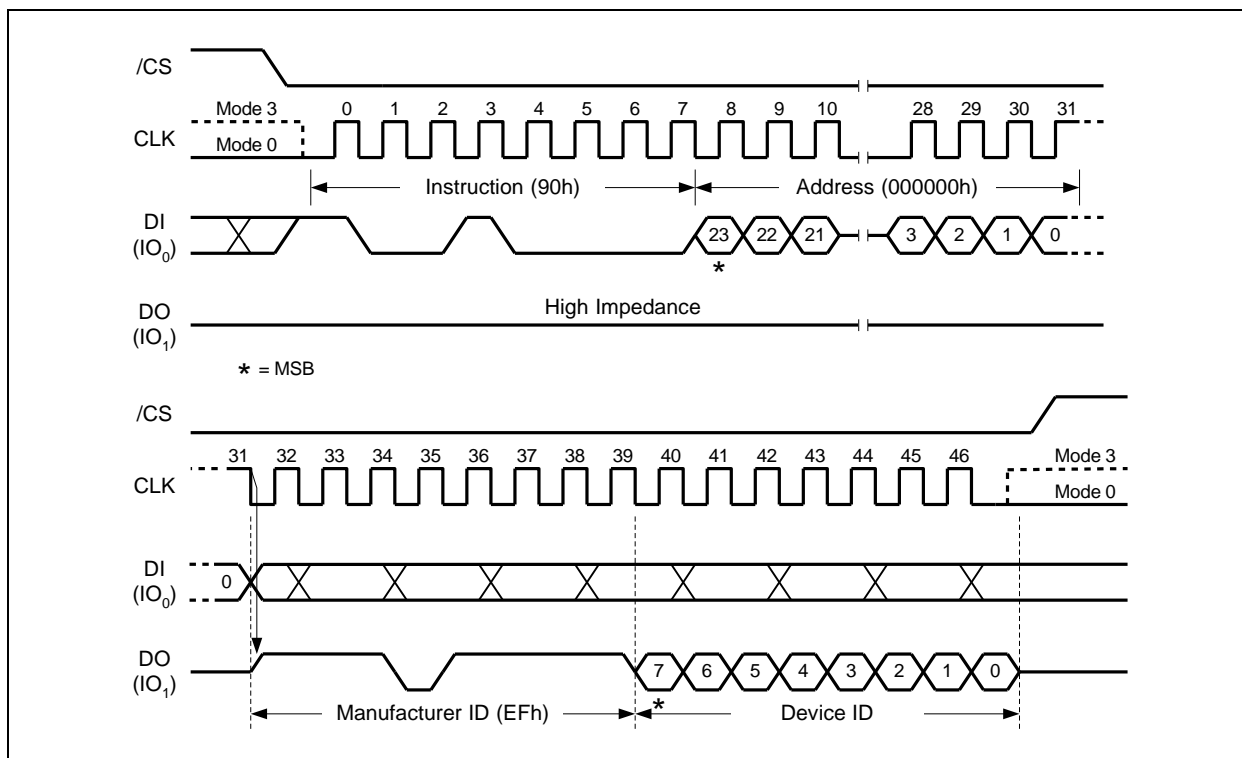 /CS
Mode 3
0 1 2 3 4 5 6 7 8 9 10 28 29 30 31
CLK
Mode 0
Instruction (90h) Address (000000h)
DI
(IO0)
23 22 21 3 2 1 0
*
DO
(IO1)
High Impedance
* = MSB
/CS
31 32 33 34 35 36 37 38 39 40 41 42 43 44 45 46
Mode 3
CLK
Mode 0
DI
(IO0)
0
DO
(IO1)
7 6 5 4 3 2 1 0
*
Manufacturer ID (EFh) Device ID